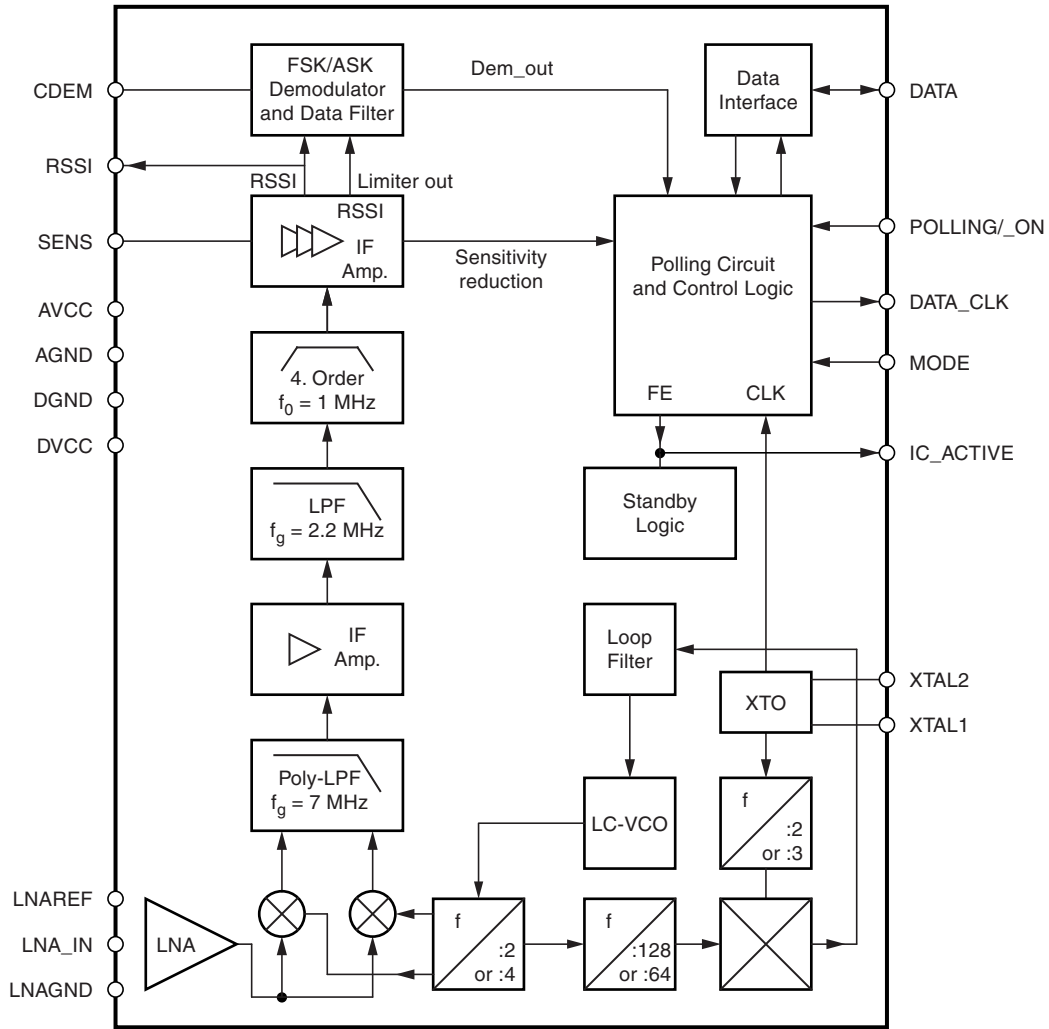 CDEM
FSK/ASK
Demodulator
and Data Filter
Dem_out
Data
Interface
DATA
RSSI
RSSI
Limiter out
SENS
RSSI
IF
Amp.
Sensitivity
reduction
Polling Circuit
and Control Logic
FE
CLK
POLLING/_ON
DATA_CLK
MODE
IC_ACTIVE
AVCC
AGND
DGND
DVCC
4. Order
f0 = 1 MHz
LPF
fg = 2.2 MHz
Standby
Logic
IF
Amp.
Loop
Filter
XTO
XTAL2
XTAL1
Poly-LPF
fg = 7 MHz
LC-VCO
f
:2
or :3
LNAREF
LNA_IN
LNAGND
LNA
f
:2
or :4
f
:128
or :64